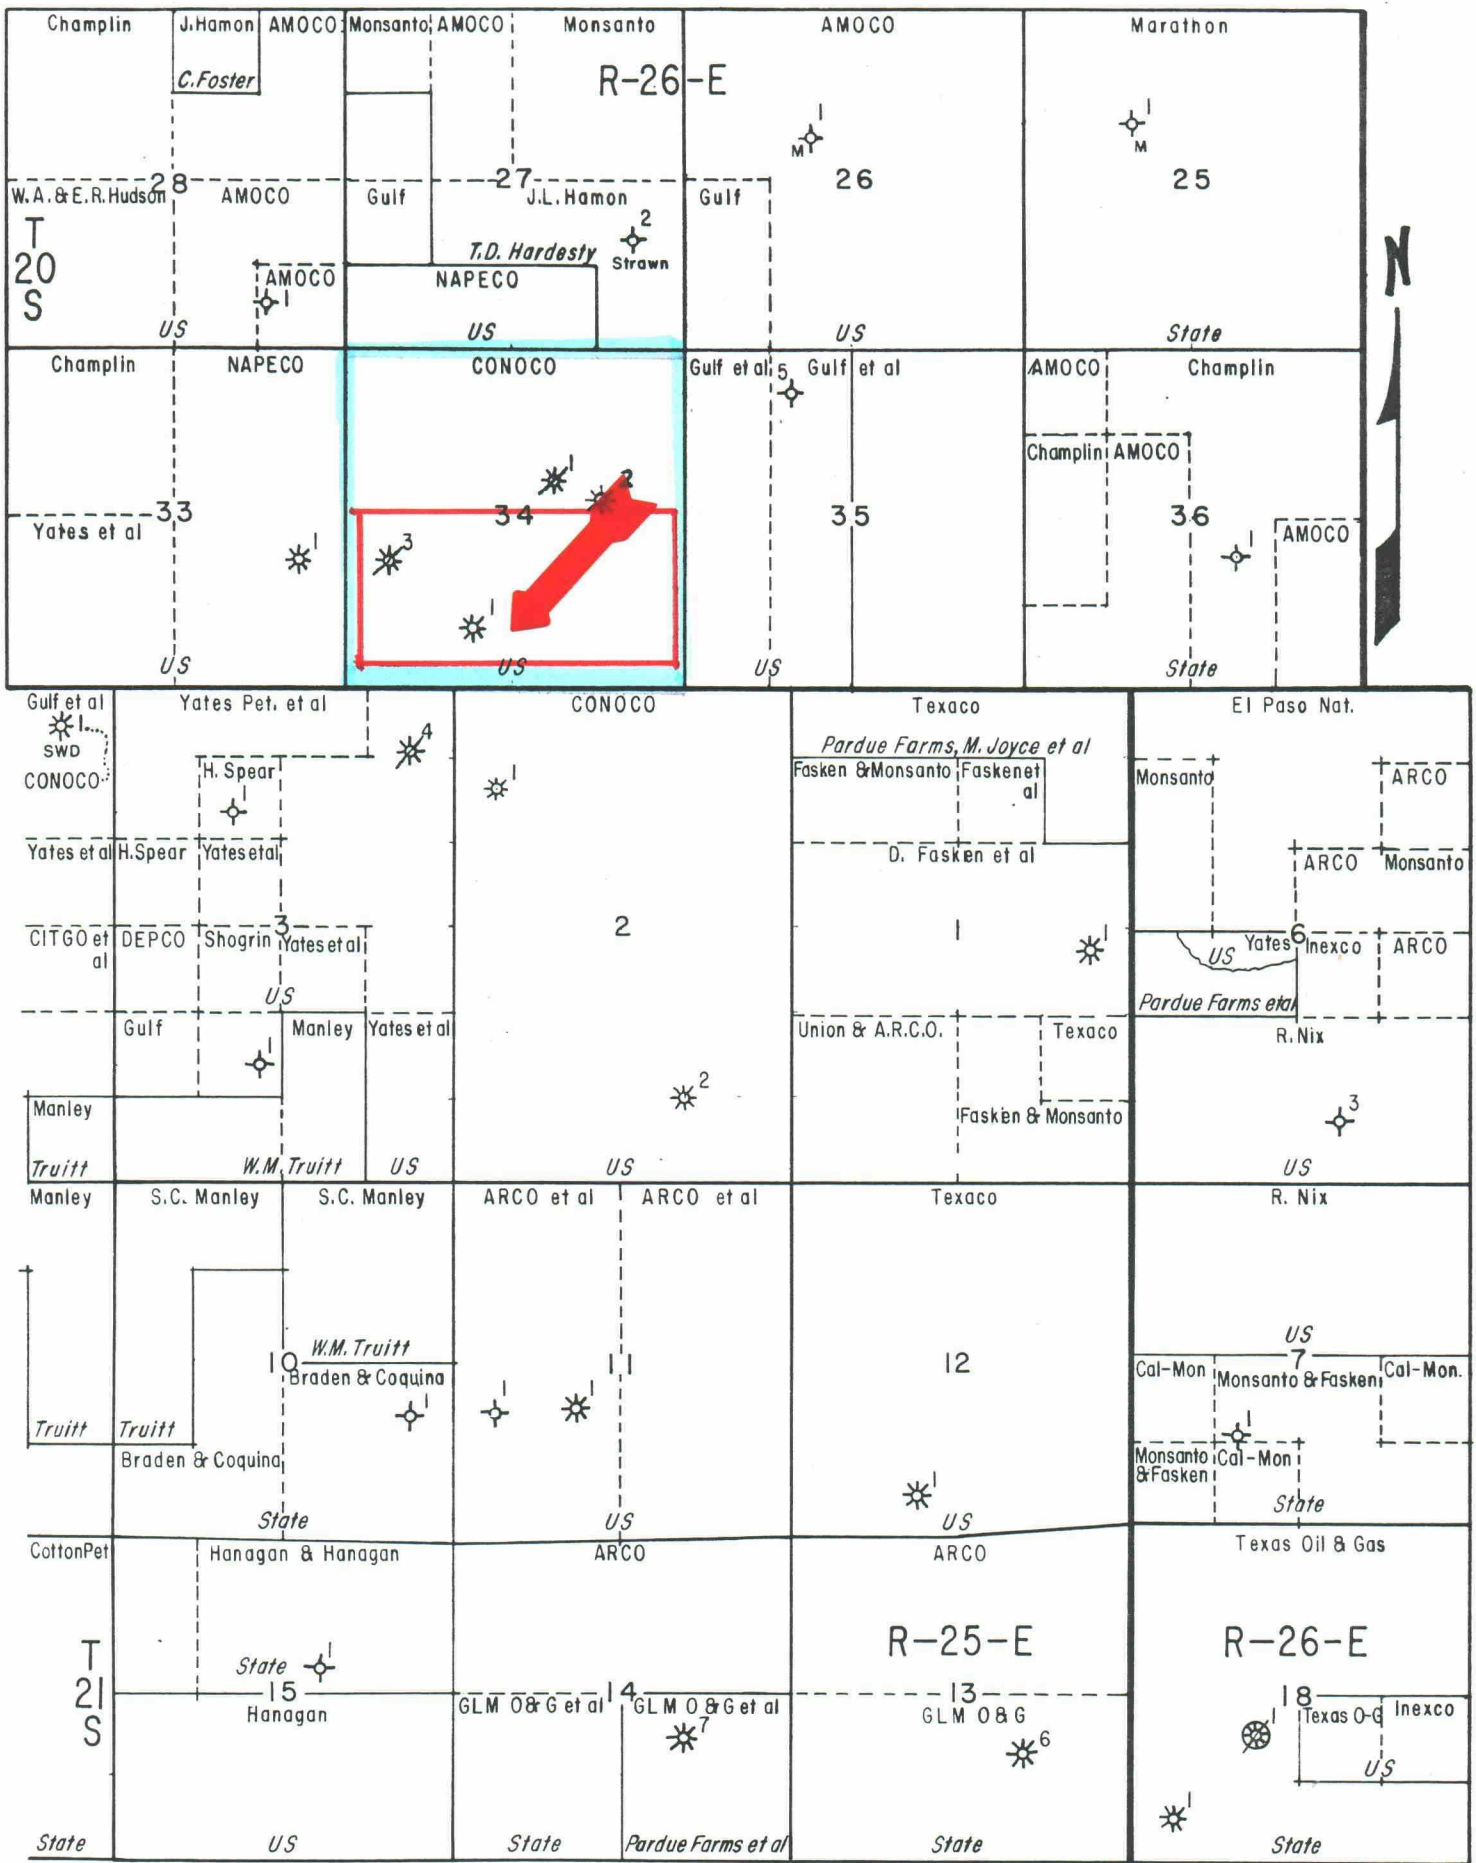 Champlin J.Hamon AMOCO Monsanto AMOCO Monsanto AMOCO Marathon
C.Foster R-26-E
1 1
M M
28 27 26 25
W.A.&E.R.Hudson AMOCO Gulf J.L.Hamon Gulf
T 2
20 T.D. Hardesty Strawn
S AMOCO NAPECO
1
US US US State
N
Champlin NAPECO CONOCO Gulf et al 5 Gulf et al AMOCO Champlin
Champlin AMOCO
1 2
33 34 35 36
Yates et al AMOCO
1 3 1
1
US US US State
Gulf et al Yates Pet. et al CONOCO Texaco El Paso Nat.
1 4
SWD Pardue Farms, M. Joyce et al
CONOCO H. Spear 1 Fasken & Monsanto Fasken et al Monsanto ARCO
1
Yates et al H.Spear Yates et al D. Fasken et al ARCO Monsanto
3 2 1
CITGO et al DEPCO Shogrin Yates et al 1 US Yates 6 Inexco ARCO
US Pardue Farms et al
Gulf Manley Yates et al Union & A.R.C.O. Texaco R. Nix
1
2
Manley Fasken & Monsanto 3
Truitt W.M. Truitt US US US
Manley S.C. Manley S.C. Manley ARCO et al ARCO et al Texaco R. Nix
US
W.M. Truitt
10 11 12 7
Braden & Coquina Cal-Mon Monsanto & Fasken Cal-Mon.
1 1 1
Truitt Truitt 1
Braden & Coquina Monsanto & Fasken Cal-Mon
1
State US US State
Cotton Pet Hanagan & Hanagan ARCO ARCO Texas Oil & Gas
R-25-E R-26-E
T State 1
21 15 14 13 18
S Hanagan GLM O & G et al GLM O & G et al GLM O & G Texas O-G Inexco
7 6 1
US
1
State US State Pardue Farms et al State State